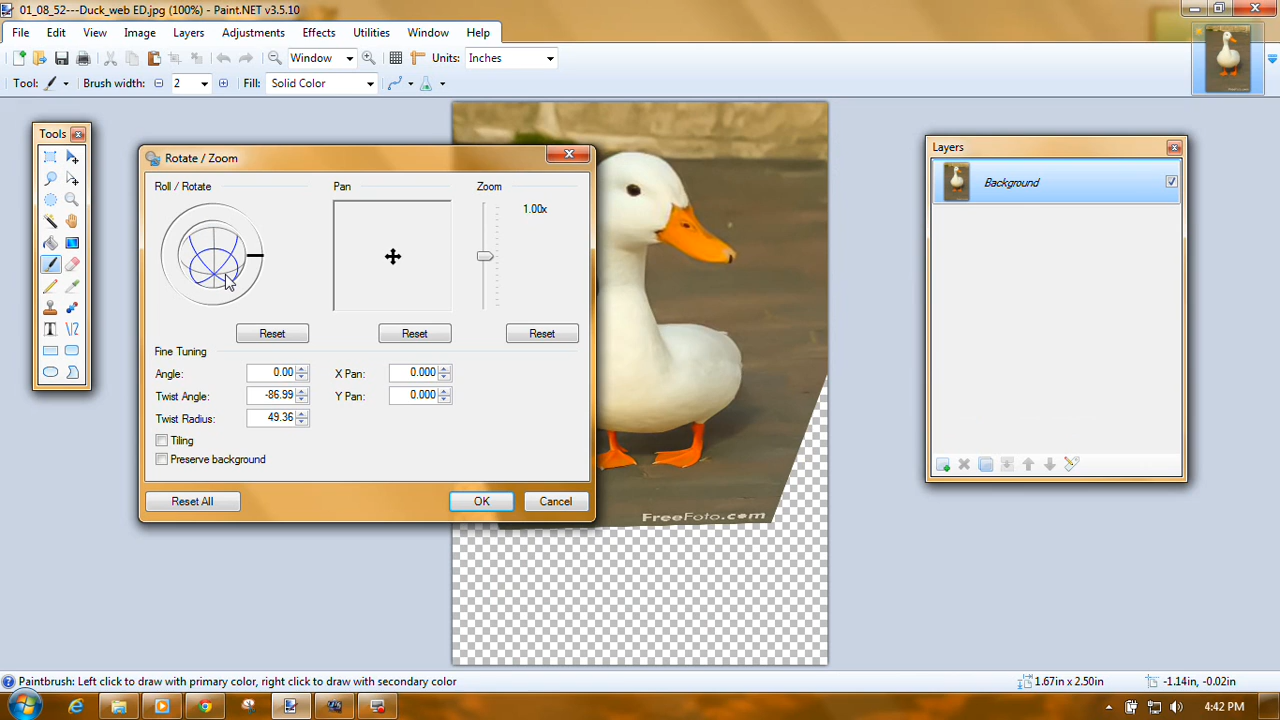 01_08_52---Duck_web ED.jpg (100%) - Paint.NET v3.5.10
File Edit View Image Layers Adjustments Effects Utilities Window Help
Window Units: Inches
Tool: Brush width: 2 Fill: Solid Color
Tools
Rotate / Zoom
Roll / Rotate Pan Zoom
1.00x
Reset Reset Reset
Fine Tuning
Angle: 0.00 X Pan: 0.000
Twist Angle: -86.99 Y Pan: 0.000
Twist Radius: 49.36
Tiling
Preserve background
Reset All OK Cancel
FreeFoto.com
Layers
Background
Paintbrush: Left click to draw with primary color, right click to draw with secondary color
1.67in x 2.50in
-1.14in, -0.02in
4:42 PM